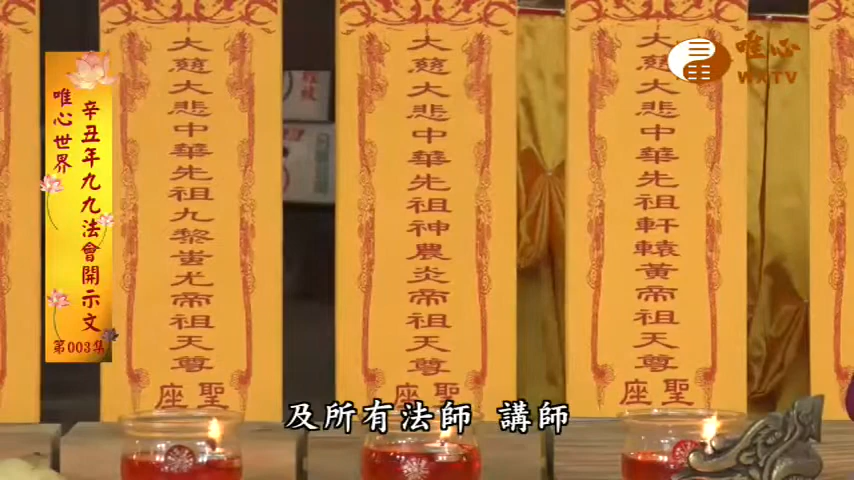 唯心世界
辛丑年九九法會開示文
第003集
大慈大悲中華先祖九黎蚩尤帝祖天尊
聖座
大慈大悲中華先祖神農炎帝祖天尊
聖座
大慈大悲中華先祖軒轅黃帝祖天尊
聖座
唯心
WXTV
及所有法師 講師